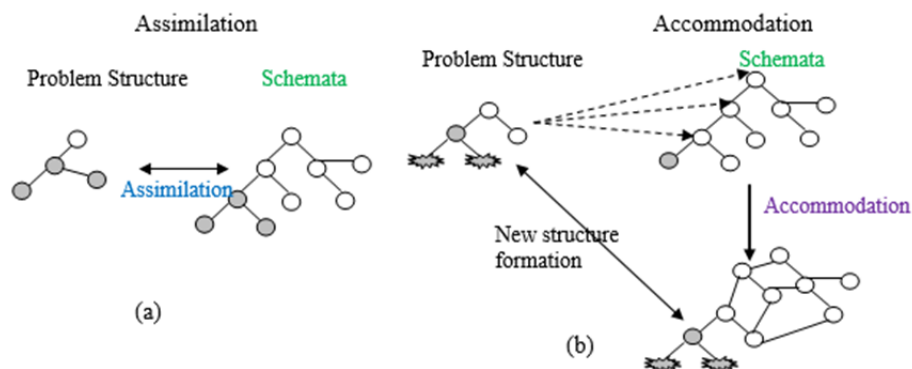 Assimilation
Problem Structure
Schemata
Assimilation
(a)
Accommodation
Problem Structure
Schemata
Accommodation
New structure
formation
(b)